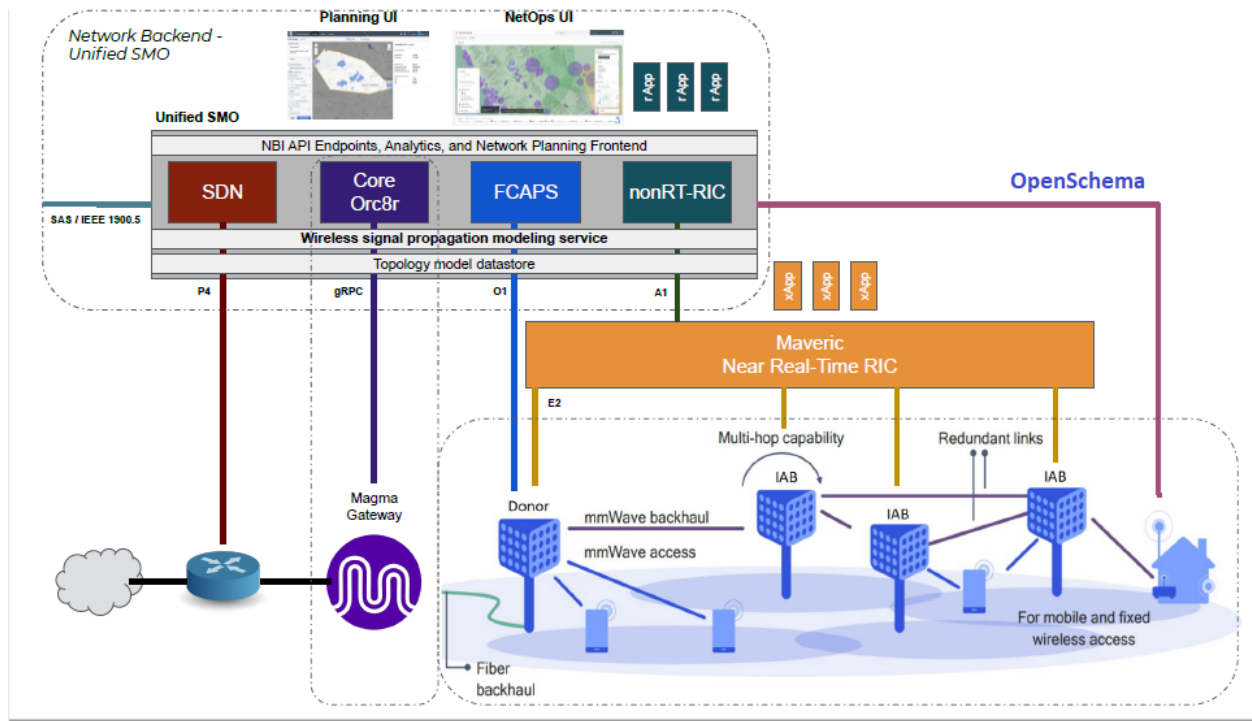 Planning UI
NetOps UI
Network Backend -
Unified SMO
r App
r App
r App
Unified SMO
NBI API Endpoints, Analytics, and Network Planning Frontend
SDN
Core
Orc8r
FCAPS
nonRT-RIC
OpenSchema
SAS / IEEE 1900.5
Wireless signal propagation modeling service
Topology model datastore
P4
gRPC
O1
A1
xApp
xApp
xApp
Maveric
Near Real-Time RIC
E2
Multi-hop capability
Redundant links
IAB
IAB
IAB
Magma
Gateway
Donor
mmWave backhaul
mmWave access
For mobile and fixed
wireless access
Fiber
backhaul